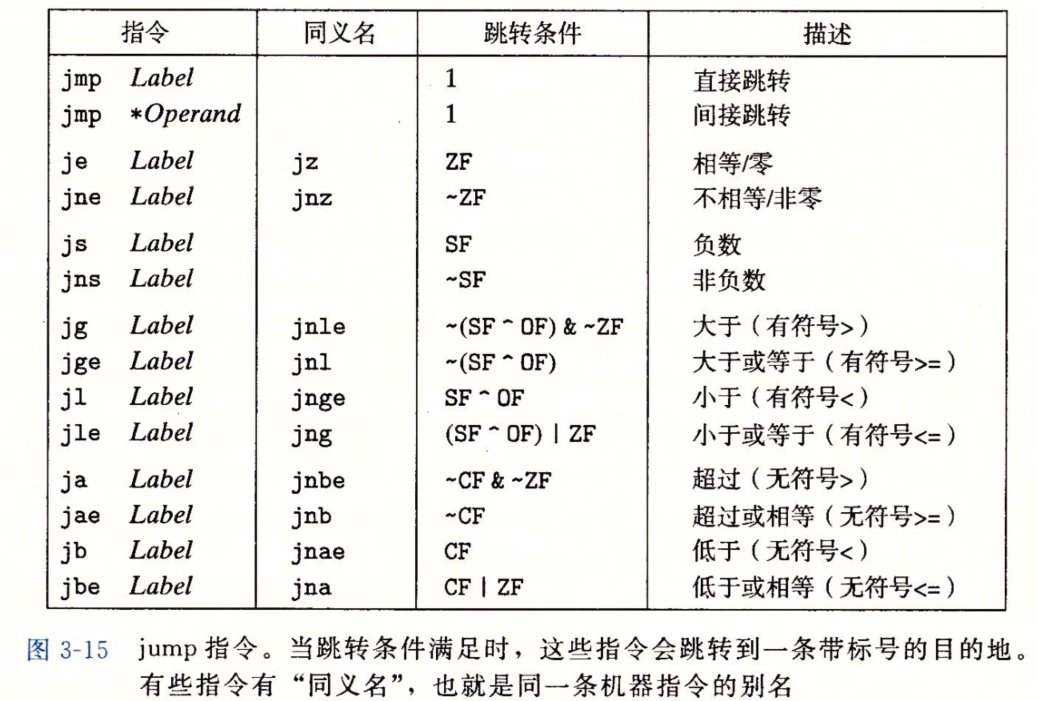 指令 同义名 跳转条件 描述
jmp Label 1 直接跳转
jmp *Operand 1 间接跳转
je Label jz ZF 相等/零
jne Label jnz ~ZF 不相等/非零
js Label SF 负数
jns Label ~SF 非负数
jg Label jnle ~(SF ^ OF) & ~ZF 大于（有符号>）
jge Label jnl ~(SF ^ OF) 大于或等于（有符号>=）
jl Label jnge SF ^ OF 小于（有符号<）
jle Label jng (SF ^ OF) | ZF 小于或等于（有符号<=）
ja Label jnbe ~CF & ~ZF 超过（无符号>）
jae Label jnb ~CF 超过或相等（无符号>=）
jb Label jnae CF 低于（无符号<）
jbe Label jna CF | ZF 低于或相等（无符号<=）
图 3-15 jump 指令。当跳转条件满足时，这些指令会跳转到一条带标号的目的地。
有些指令有“同义名”，也就是同一条机器指令的别名